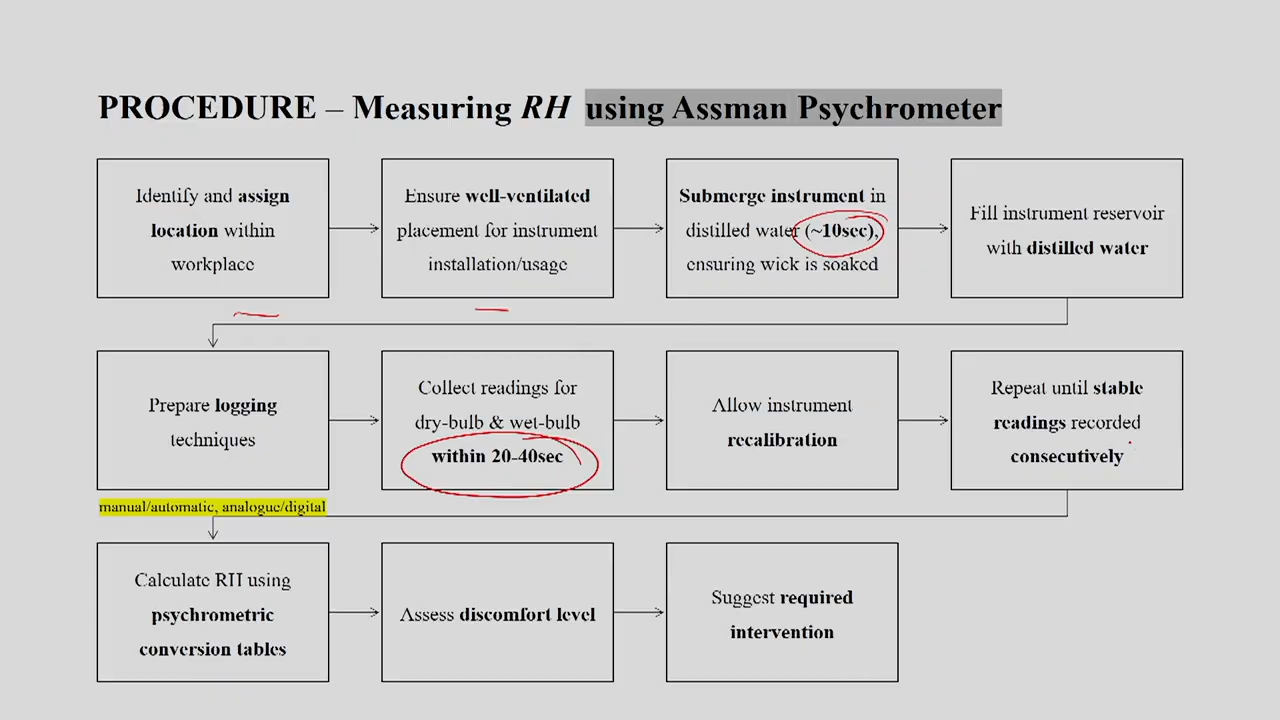 PROCEDURE – Measuring RH using Assman Psychrometer
Identify and assign
location within
workplace
Ensure well-ventilated
placement for instrument
installation/usage
Submerge instrument in
distilled water (~10sec),
ensuring wick is soaked
Fill instrument reservoir
with distilled water
Prepare logging
techniques
Collect readings for
dry-bulb & wet-bulb
within 20-40sec
Allow instrument
recalibration
Repeat until stable
readings recorded
consecutively
manual/automatic, analogue/digital
Calculate RH using
psychrometric
conversion tables
Assess discomfort level
Suggest required
intervention